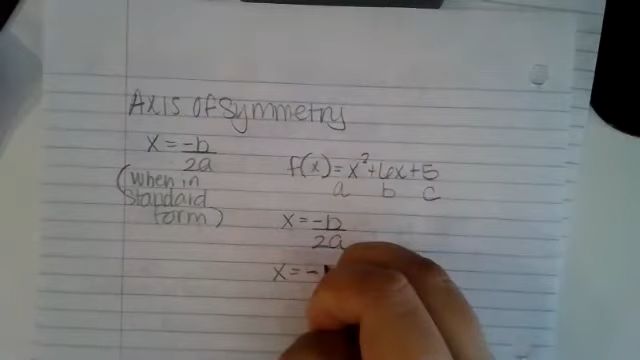 Axis of Symmetry
x = -b/2a
(when in
standard
form)
f(x) = x²+6x+5
a b c
x = -b/2a
x = -